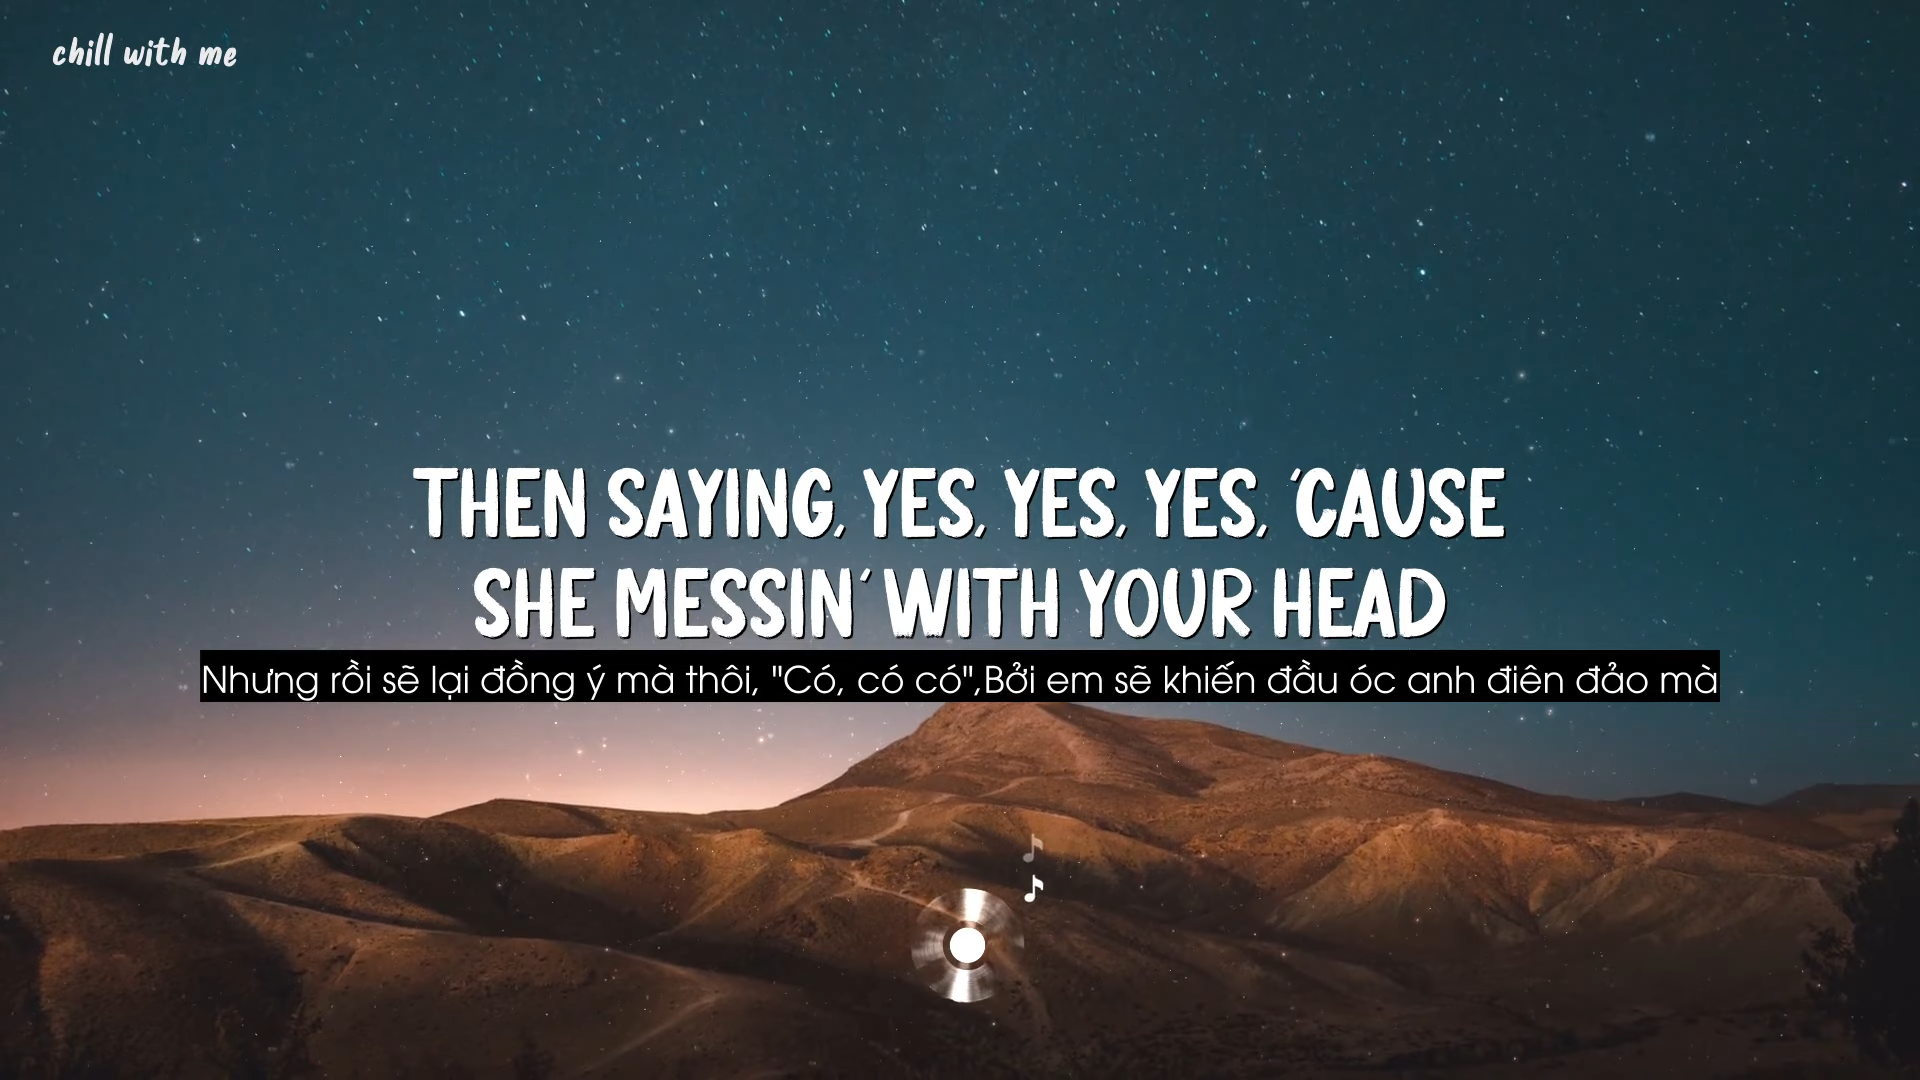 chill with me
THEN SAYING, YES, YES, YES, 'CAUSE
SHE MESSIN' WITH YOUR HEAD
Nhưng rồi sẽ lại đồng ý mà thôi, "Có, có có",Bởi em sẽ khiến đầu óc anh điên đảo mà